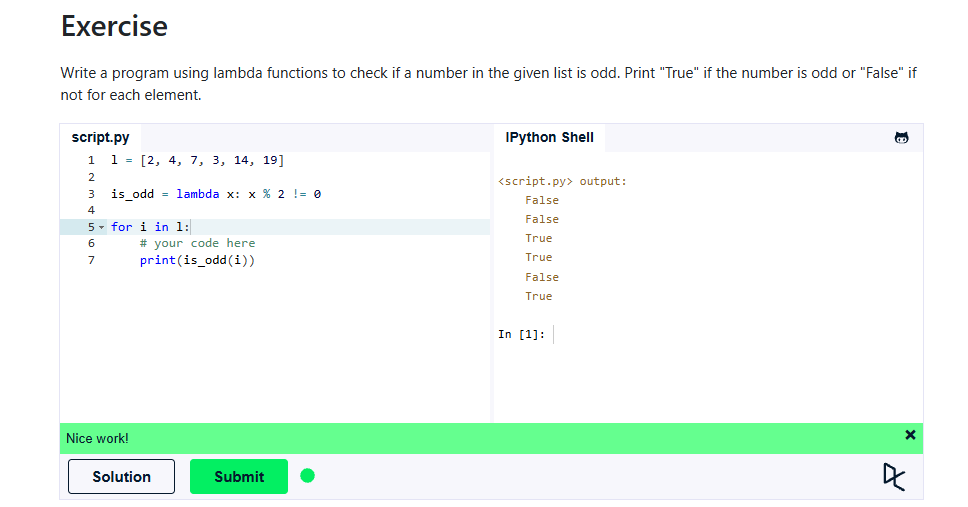 Exercise
Write a program using lambda functions to check if a number in the given list is odd. Print "True" if the number is odd or "False" if
not for each element.
script.py
1 l = [2, 4, 7, 3, 14, 19]
2
3 is_odd = lambda x: x % 2 != 0
4
5 for i in l:
6 # your code here
7 print(is_odd(i))
IPython Shell
<script.py> output:
False
False
True
True
False
True
In [1]:
Nice work!
Solution
Submit